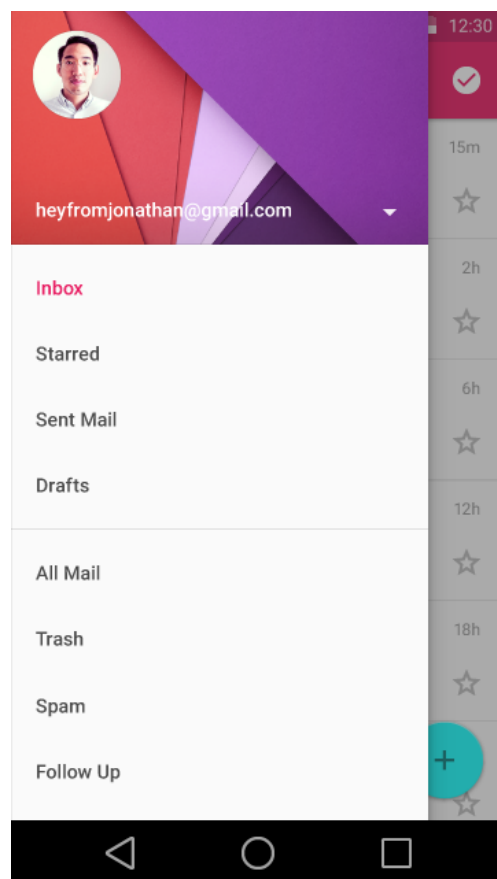 12:30
heyfromjonathan@gmail.com
Inbox
Starred
Sent Mail
Drafts
All Mail
Trash
Spam
Follow Up
15m
2h
6h
12h
18h